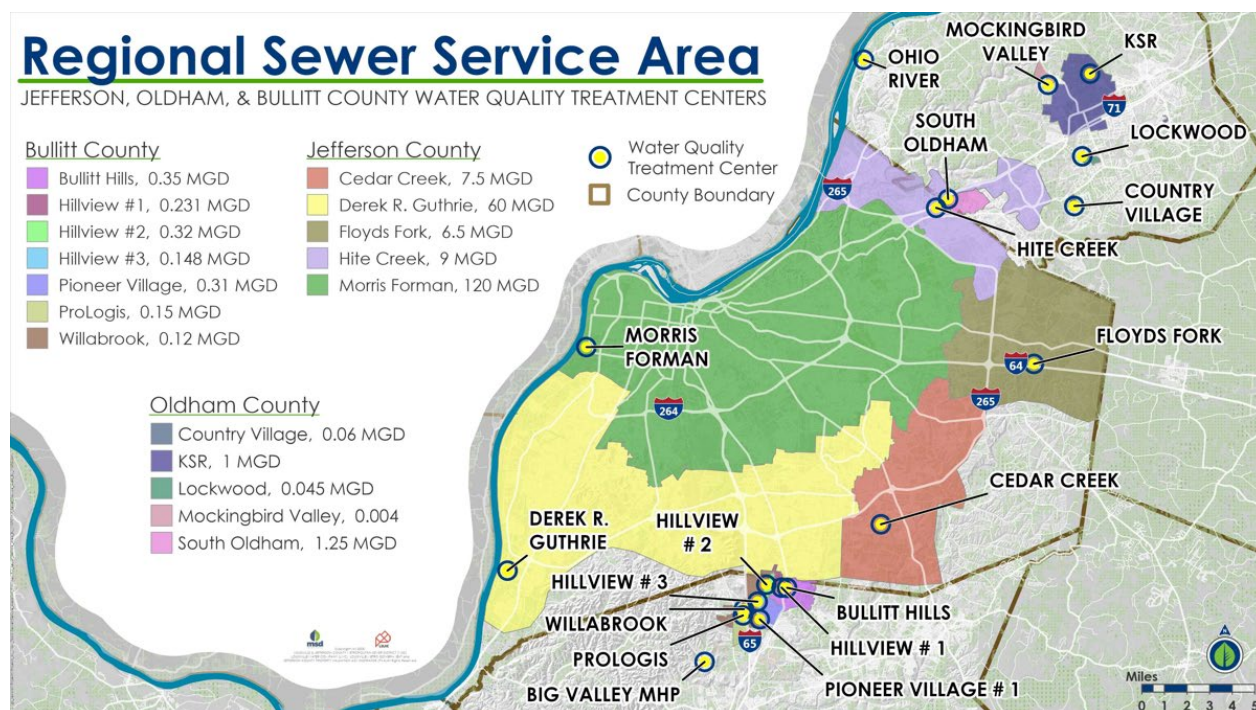 Regional Sewer Service Area
JEFFERSON, OLDHAM, & BULLITT COUNTY WATER QUALITY TREATMENT CENTERS
Bullitt County
Bullitt Hills, 0.35 MGD
Hillview #1, 0.231 MGD
Hillview #2, 0.32 MGD
Hillview #3, 0.148 MGD
Pioneer Village, 0.31 MGD
ProLogis, 0.15 MGD
Willabrook, 0.12 MGD
Jefferson County
Cedar Creek, 7.5 MGD
Derek R. Guthrie, 60 MGD
Floyds Fork, 6.5 MGD
Hite Creek, 9 MGD
Morris Forman, 120 MGD
Water Quality
Treatment Center
County Boundary
Oldham County
Country Village, 0.06 MGD
KSR, 1 MGD
Lockwood, 0.045 MGD
Mockingbird Valley, 0.004
South Oldham, 1.25 MGD
MOCKINGBIRD
VALLEY
KSR
OHIO
RIVER
71
SOUTH
OLDHAM
LOCKWOOD
265
COUNTRY
VILLAGE
HITE CREEK
MORRIS
FORMAN
FLOYDS FORK
64
264
265
CEDAR CREEK
DEREK R.
GUTHRIE
HILLVIEW
# 2
HILLVIEW # 3
WILLABROOK
BULLITT HILLS
HILLVIEW # 1
65
PROLOGIS
BIG VALLEY MHP
PIONEER VILLAGE # 1
msd
Miles
0 1 2 3 4